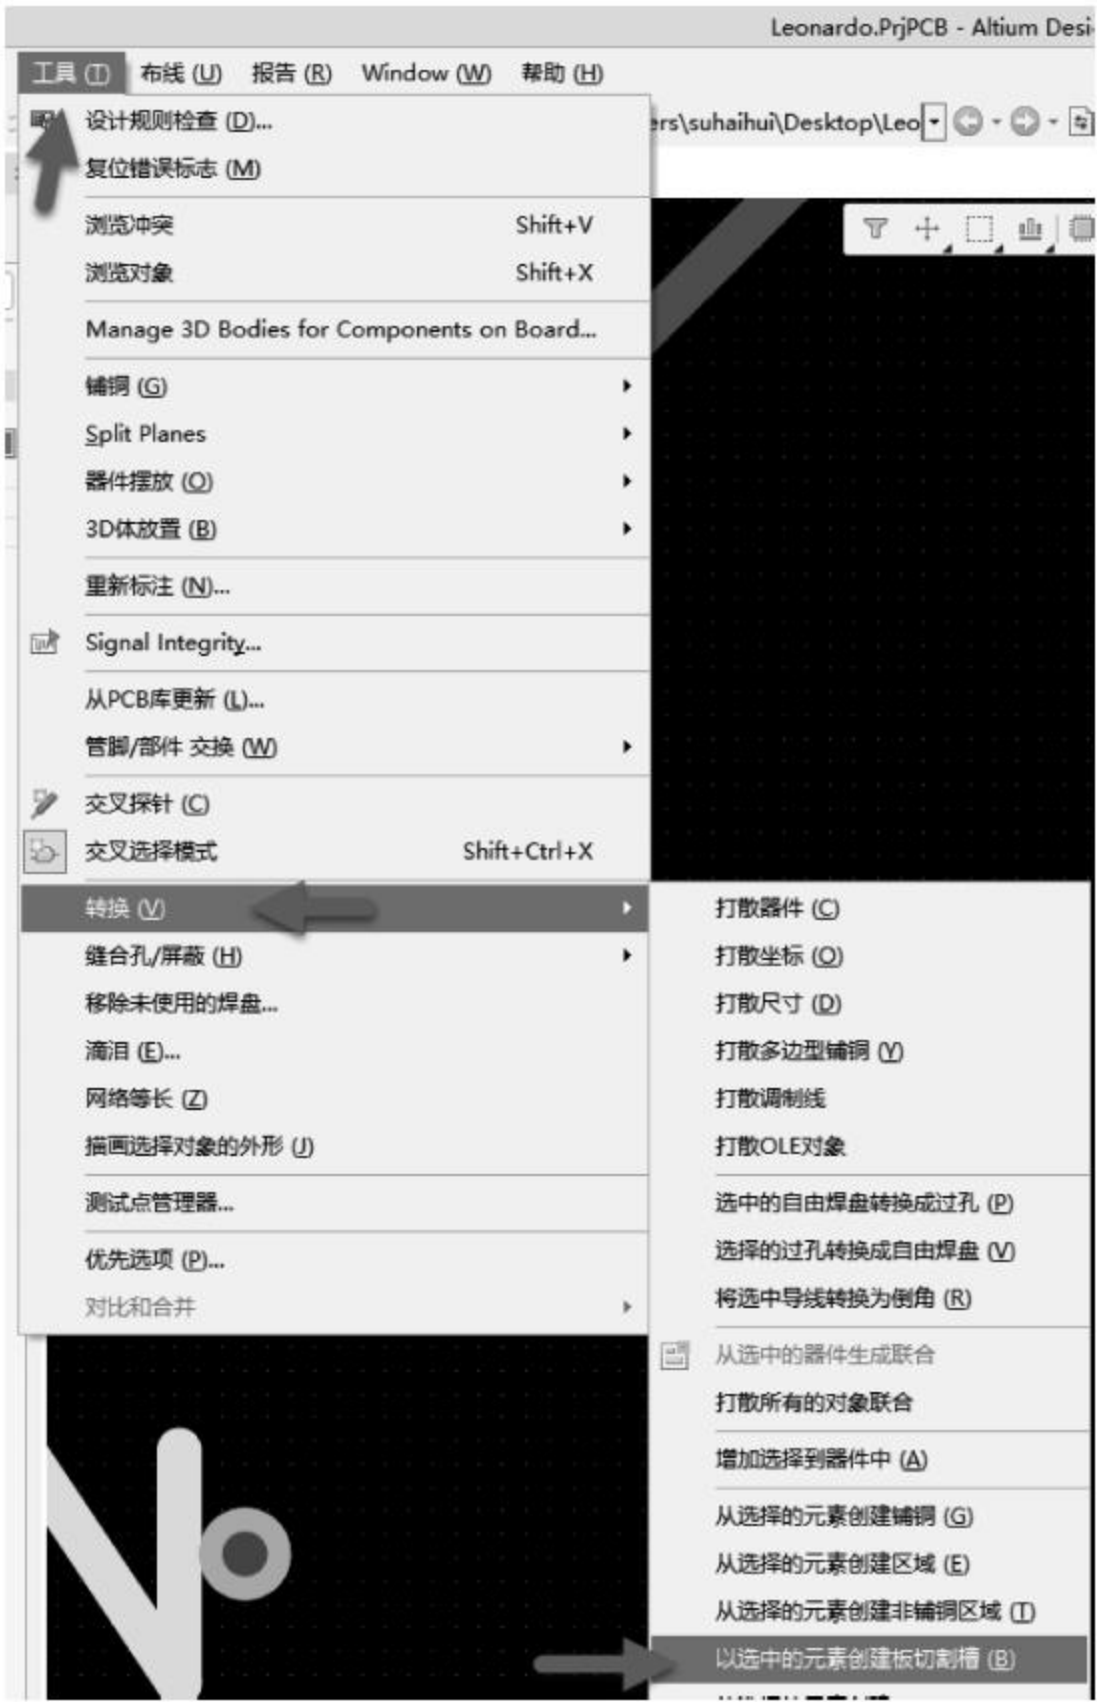 Leonardo.PrjPCB - Altium Desi
工具 (T) 布线 (U) 报告 (R) Window (W) 帮助 (H)
设计规则检查 (D)... ers\suhaihui\Desktop\Leo
复位错误标志 (M)
浏览冲突 Shift+V
浏览对象 Shift+X
Manage 3D Bodies for Components on Board...
铺铜 (G)
Split Planes
器件摆放 (O)
3D体放置 (B)
重新标注 (N)...
Signal Integrity...
从PCB库更新 (L)...
管脚/部件 交换 (W)
交叉探针 (C)
交叉选择模式 Shift+Ctrl+X
转换 (V)
缝合孔/屏蔽 (H)
移除未使用的焊盘...
滴泪 (E)...
网络等长 (Z)
描画选择对象的外形 (J)
测试点管理器...
优先选项 (P)...
对比和合并
打散器件 (C)
打散坐标 (O)
打散尺寸 (D)
打散多边型铺铜 (Y)
打散调制线
打散OLE对象
选中的自由焊盘转换成过孔 (P)
选择的过孔转换成自由焊盘 (V)
将选中导线转换为倒角 (R)
从选中的器件生成联合
打散所有的对象联合
增加选择到器件中 (A)
从选择的元素创建铺铜 (G)
从选择的元素创建区域 (E)
从选择的元素创建非铺铜区域 (T)
以选中的元素创建板切割槽 (B)